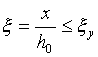 ξ = x/h₀ ≤ ξ_y